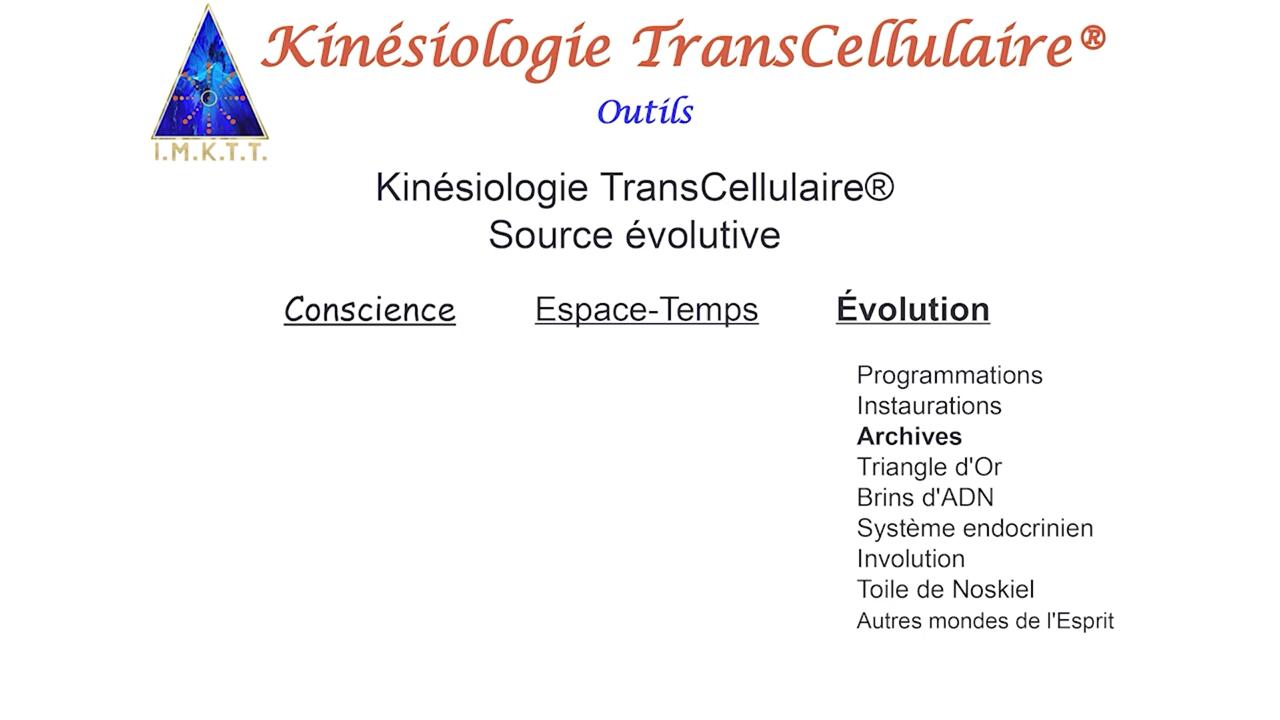 Kinésiologie TransCellulaire®
Outils
I.M.K.T.T.
Kinésiologie TransCellulaire®
Source évolutive
Conscience Espace-Temps Évolution
Programmations
Instaurations
Archives
Triangle d'Or
Brins d'ADN
Système endocrinien
Involution
Toile de Noskiel
Autres mondes de l'Esprit